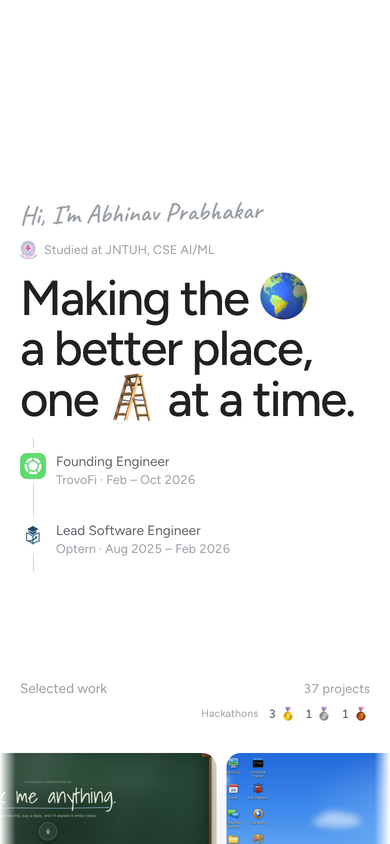 Hi, I'm Abhinav Prabhakar
Studied at JNTUH, CSE AI/ML
Making the 🌎
a better place,
one 🪜 at a time.
Founding Engineer
TrovoFi · Feb – Oct 2026
Lead Software Engineer
Optern · Aug 2025 – Feb 2026
Selected work
37 projects
Hackathons 3 🥇 1 🥈 1 🥉
me anything.